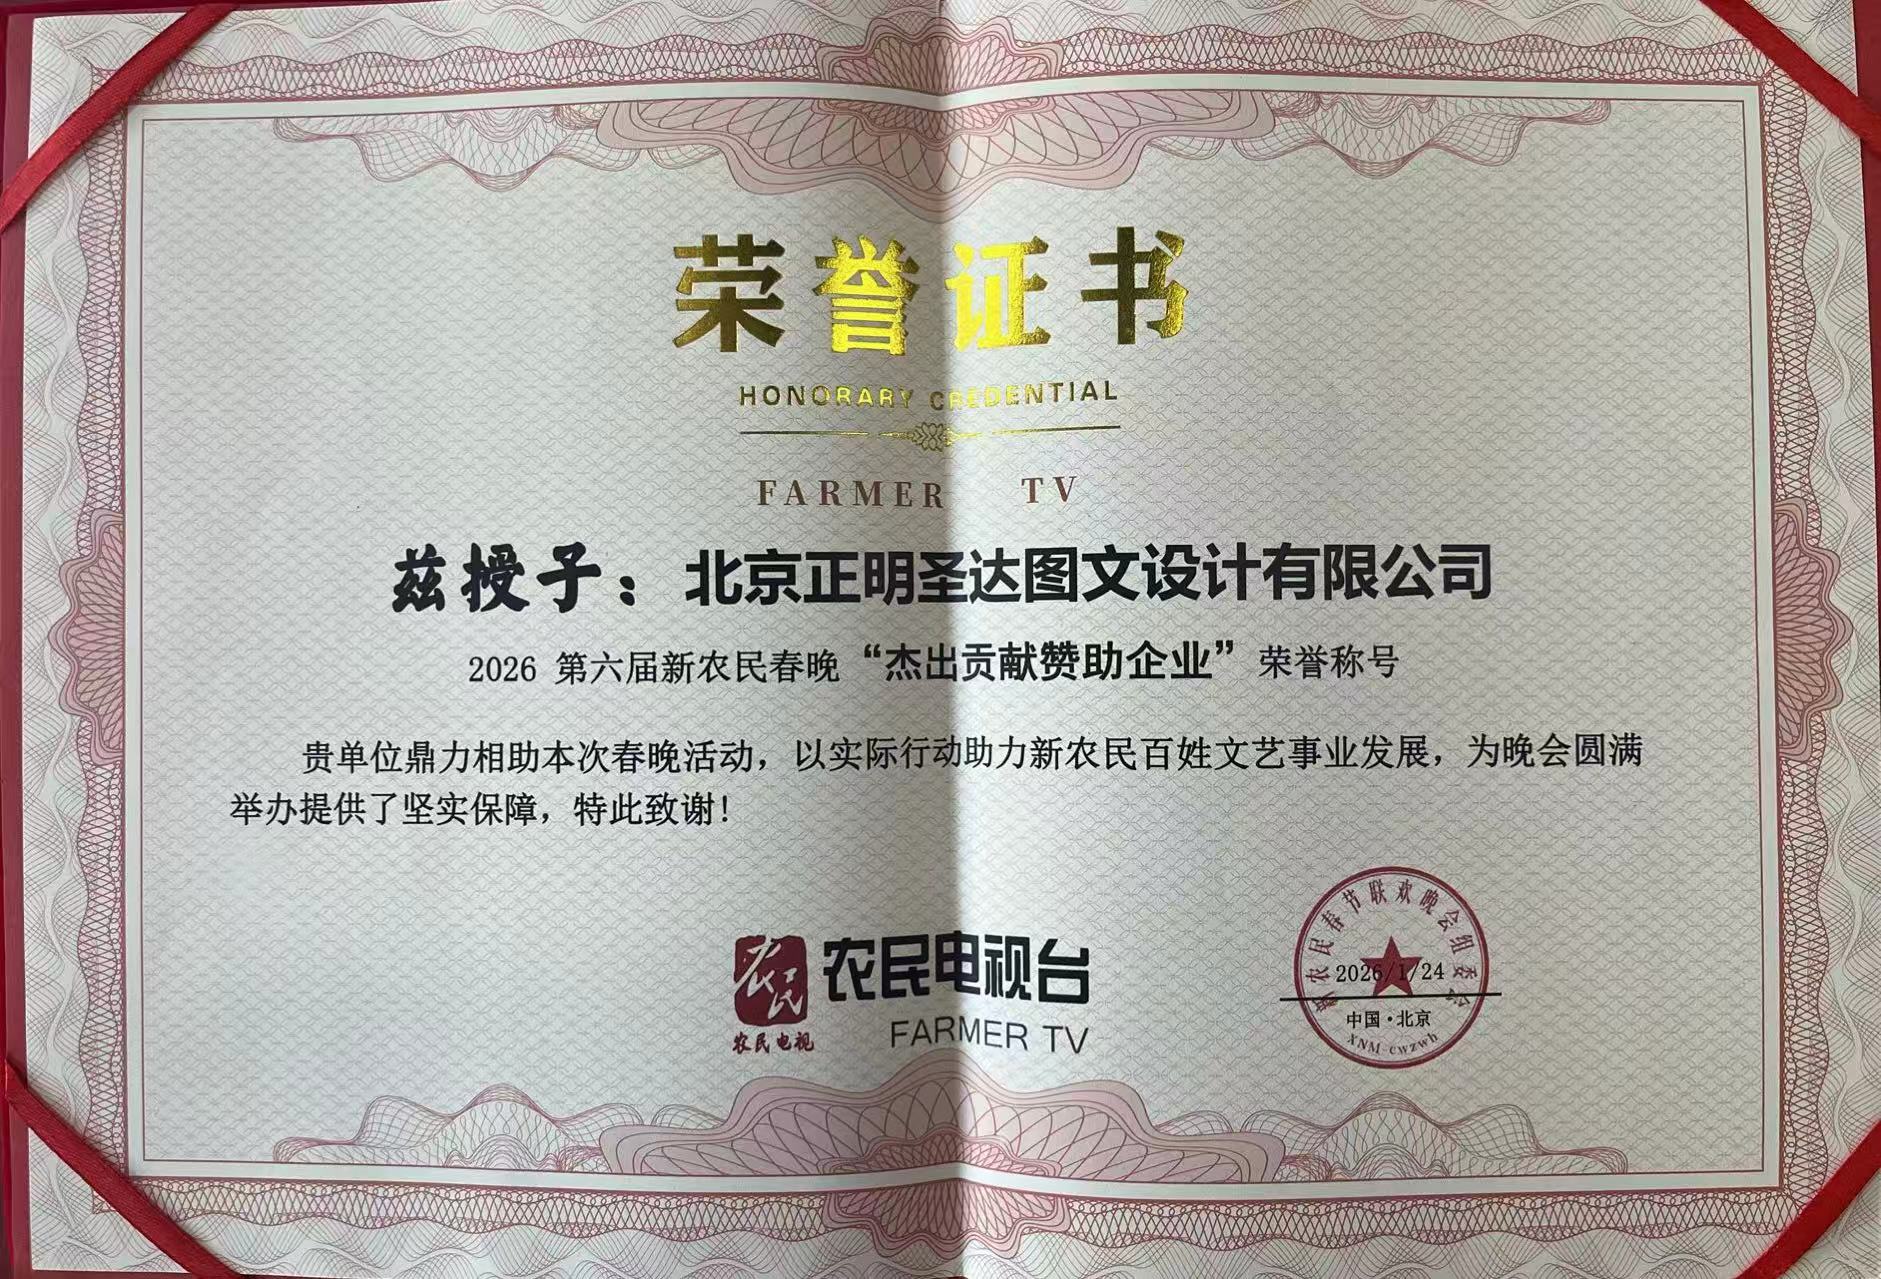 荣誉证书
HONORARY CREDENTIAL
FARMER TV
兹授予：北京正明圣达图文设计有限公司
2026 第六届新农民春晚“杰出贡献赞助企业”荣誉称号
贵单位鼎力相助本次春晚活动，以实际行动助力新农民百姓文艺事业发展，为晚会圆满
举办提供了坚实保障，特此致谢！
农民
农民电视
农民电视台
FARMER TV
新农民春节联欢晚会组委会
2026/1/24
中国·北京
XNM-cwzwh